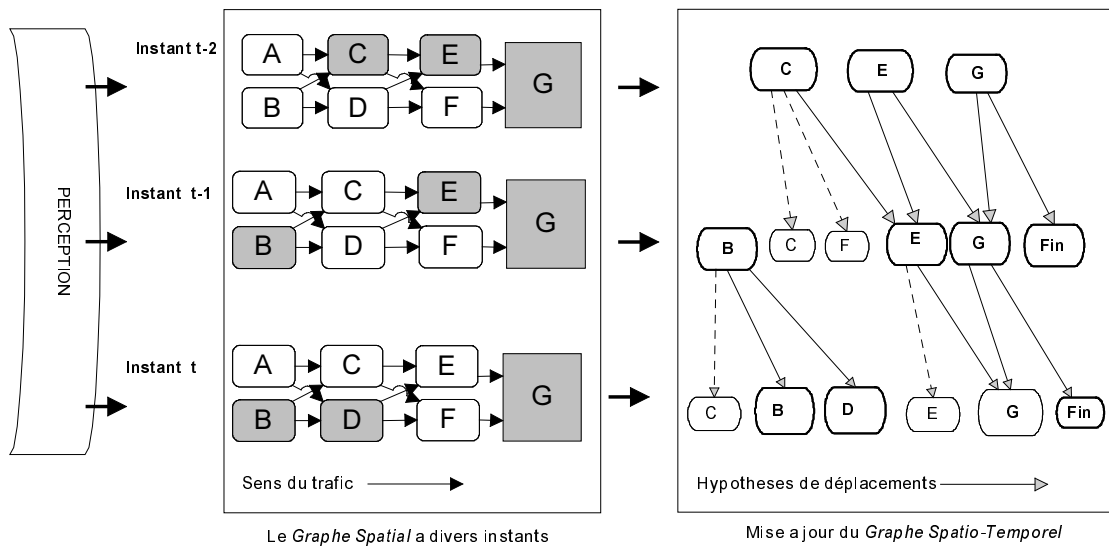 PERCEPTION
Instant t-2
A
C
E
B
D
F
G
Instant t-1
A
C
E
B
D
F
G
Instant t
A
C
E
B
D
F
G
Sens du trafic
Le Graphe Spatial a divers instants
C
E
G
B
C
F
E
G
Fin
C
B
D
E
G
Fin
Hypotheses de déplacements
Mise a jour du Graphe Spatio-Temporel